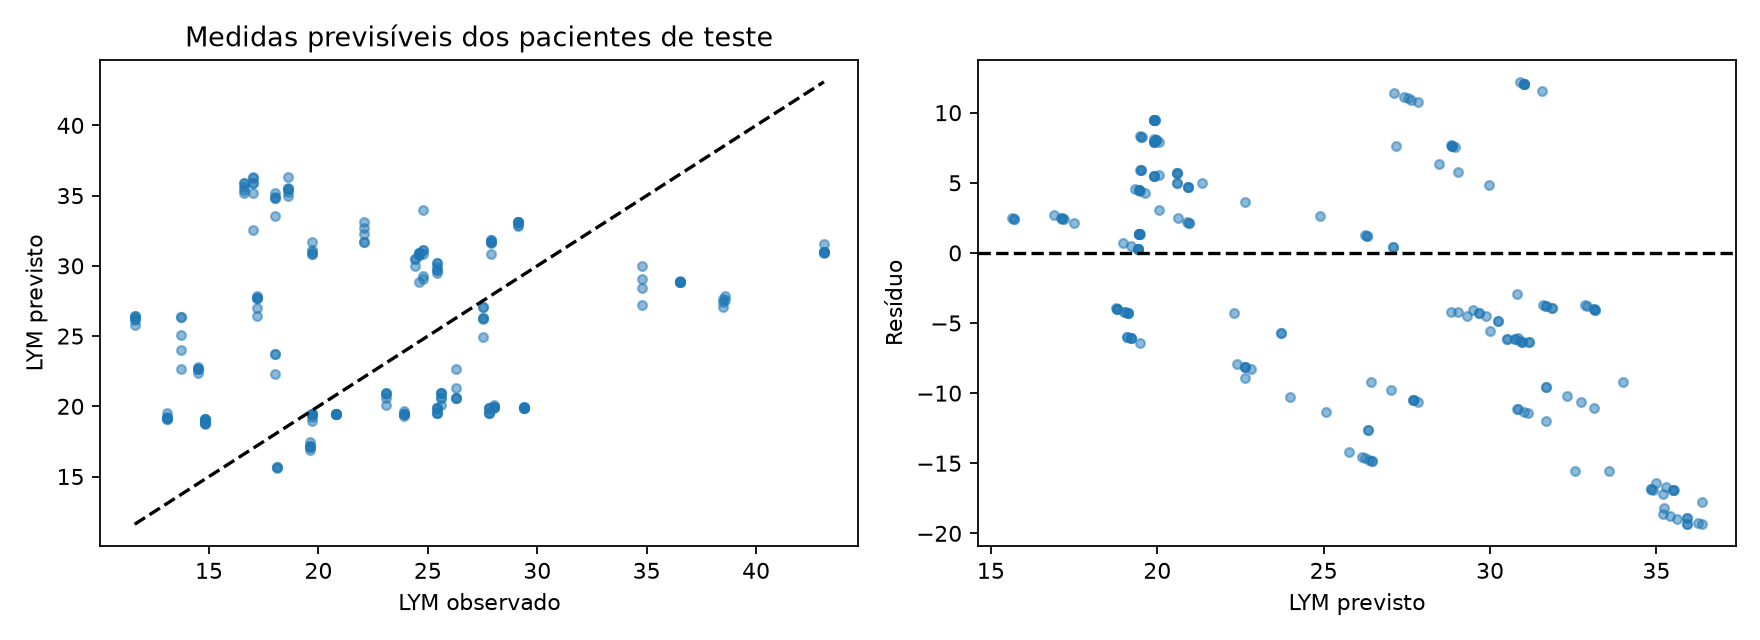 Medidas previsíveis dos pacientes de teste
LYM previsto
40
35
30
25
20
15
15 20 25 30 35 40
LYM observado
Resíduo
10
5
0
−5
−10
−15
−20
15 20 25 30 35
LYM previsto